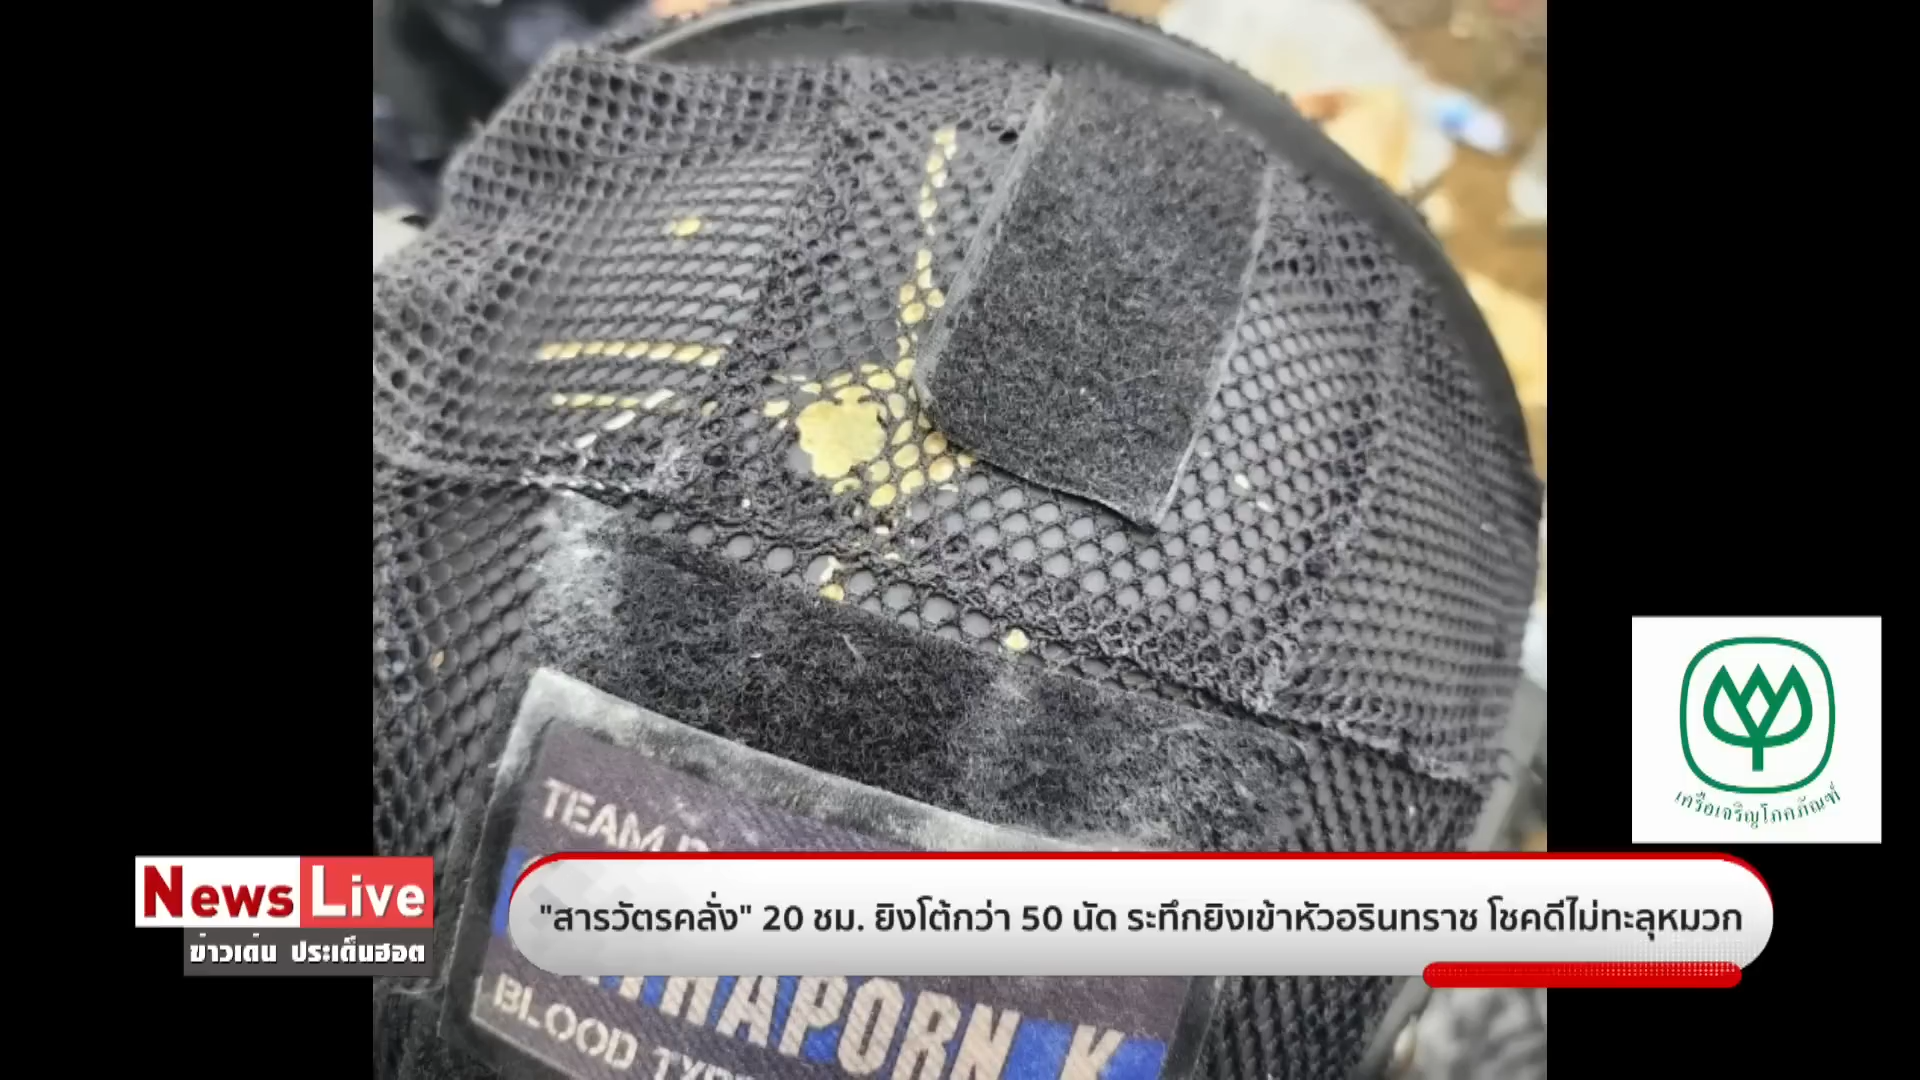 TEAM
THAPORN K
BLOOD TYPE
เครือเจริญโภคภัณฑ์
News Live
ข่าวเด่น ประเด็นฮอต
"สารวัตรคลั่ง" 20 ชม. ยิงโต้กว่า 50 นัด ระทึกยิงเข้าหัวอรินทราช โชคดีไม่ทะลุหมวก